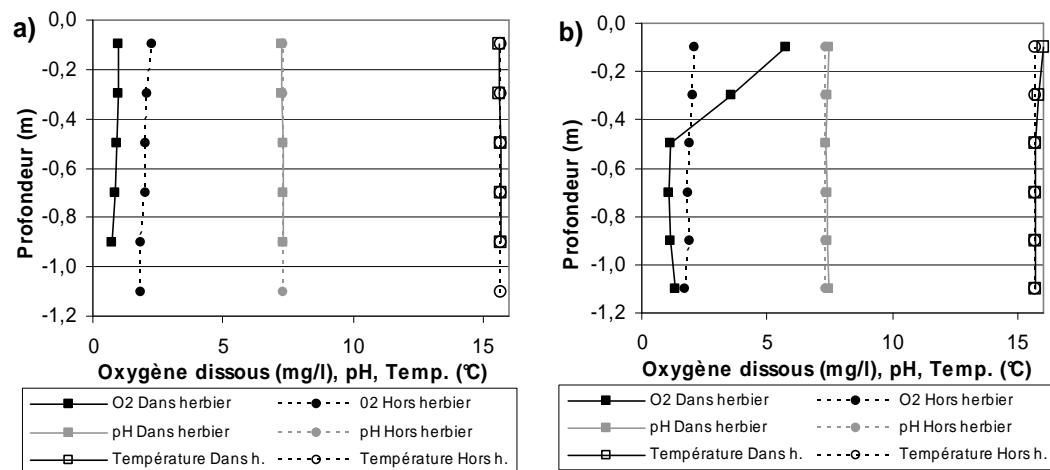 a)
0,0
-0,2
-0,4
-0,6
-0,8
-1,0
-1,2
Profondeur (m)
0 5 10 15
Oxygène dissous (mg/l), pH, Temp. (°C)
O2 Dans herbier 02 Hors herbier
pH Dans herbier pH Hors herbier
Température Dans h. Température Hors h.
b)
0,0
-0,2
-0,4
-0,6
-0,8
-1,0
-1,2
Profondeur (m)
0 5 10 15
Oxygène dissous (mg/l), pH, Temp. (°C)
O2 Dans herbier O2 Hors herbier
pH Dans herbier pH Hors herbier
Température Dans h. Température Hors h.